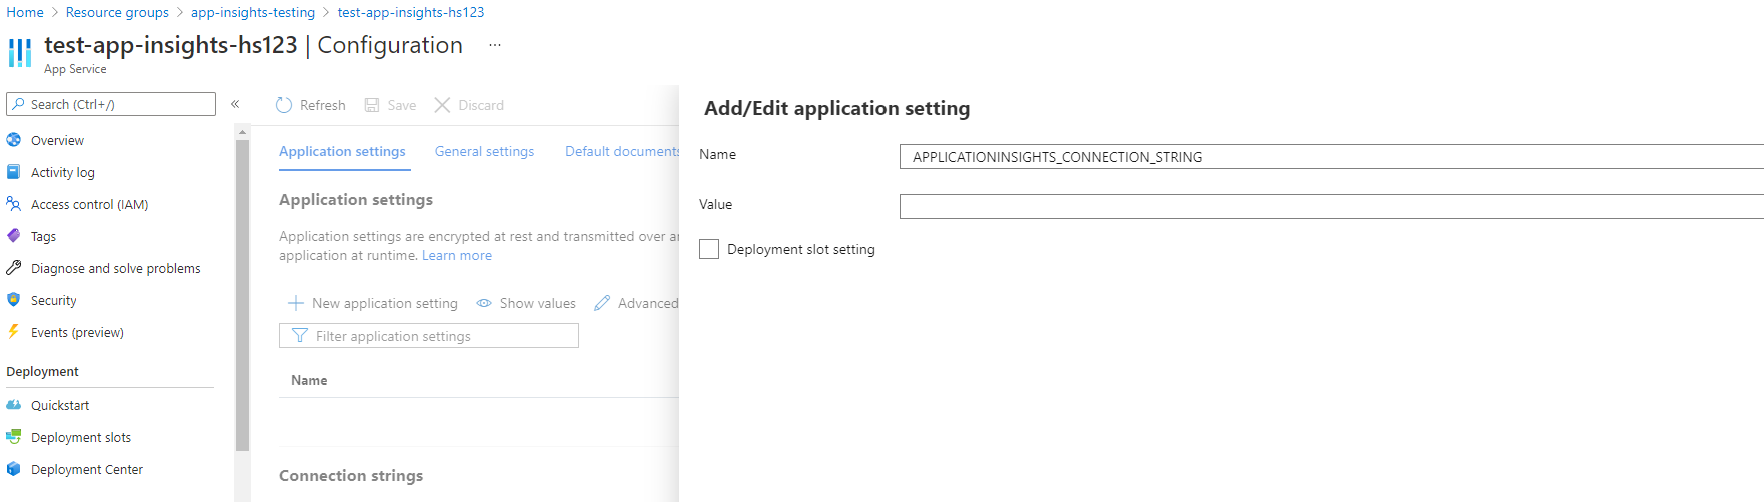 Home > Resource groups > app-insights-testing > test-app-insights-hs123
test-app-insights-hs123 | Configuration ...
App Service
Search (Ctrl+/)
«
Overview
Activity log
Access control (IAM)
Tags
Diagnose and solve problems
Security
Events (preview)
Deployment
Quickstart
Deployment slots
Deployment Center
Refresh Save Discard
Application settings General settings Default documents
Application settings
Application settings are encrypted at rest and transmitted over
application at runtime. Learn more
New application setting Show values Advanced
Filter application settings
Name
Connection strings
Add/Edit application setting
Name
APPLICATIONINSIGHTS_CONNECTION_STRING
Value
Deployment slot setting